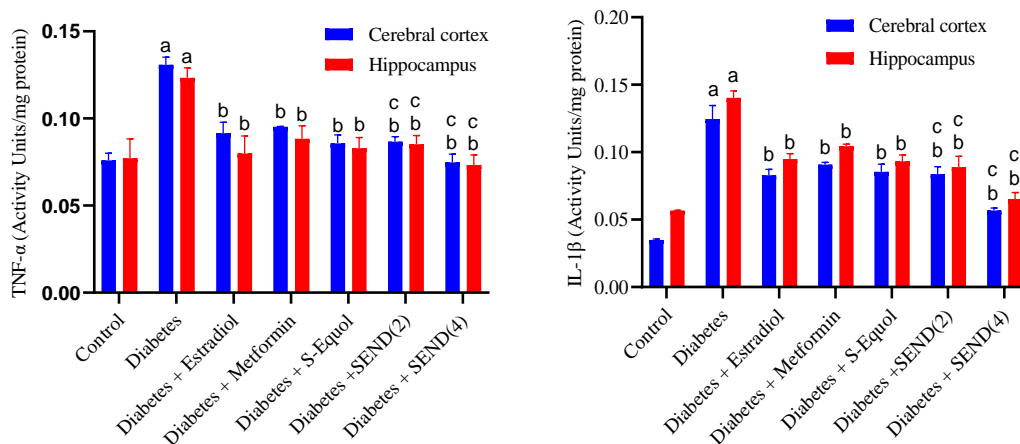 TNF-α (Activity Units/mg protein)
0.15
0.10
0.05
0.00
Cerebral cortex
Hippocampus
a a
b b
b b
b b
c c
b b
c c
b b
Control
Diabetes
Diabetes + Estradiol
Diabetes + Metformin
Diabetes + S-Equol
Diabetes +SEND(2)
Diabetes + SEND(4)
IL-1β (Activity Units/mg protein)
0.20
0.15
0.10
0.05
0.00
Cerebral cortex
Hippocampus
a a
b b
b b
b b
c c
b b
c c
b b
Control
Diabetes
Diabetes + Estradiol
Diabetes + Metformin
Diabetes + S-Equol
Diabetes +SEND(2)
Diabetes + SEND(4)